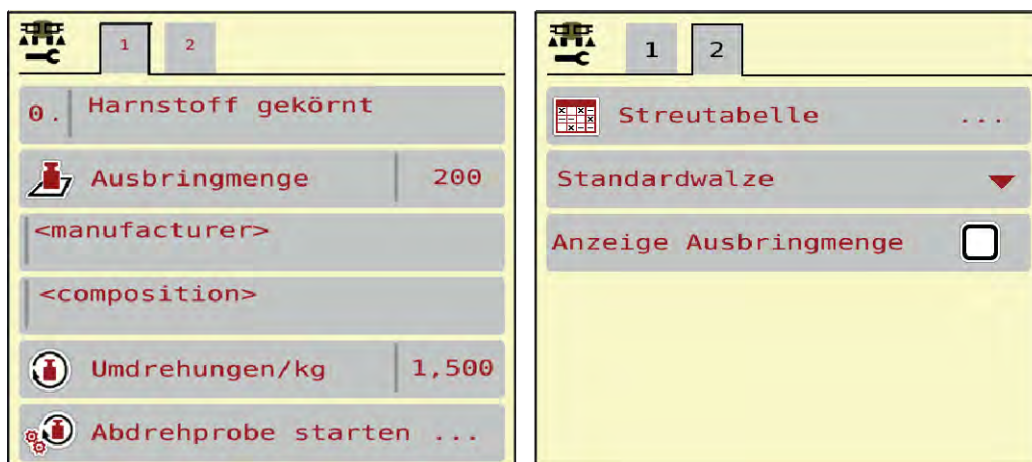 1 2
0. Harnstoff gekörnt
Ausbringmenge 200
<manufacturer>
<composition>
Umdrehungen/kg 1,500
Abdrehprobe starten ...
1 2
Streutabelle ...
Standardwalze
Anzeige Ausbringmenge